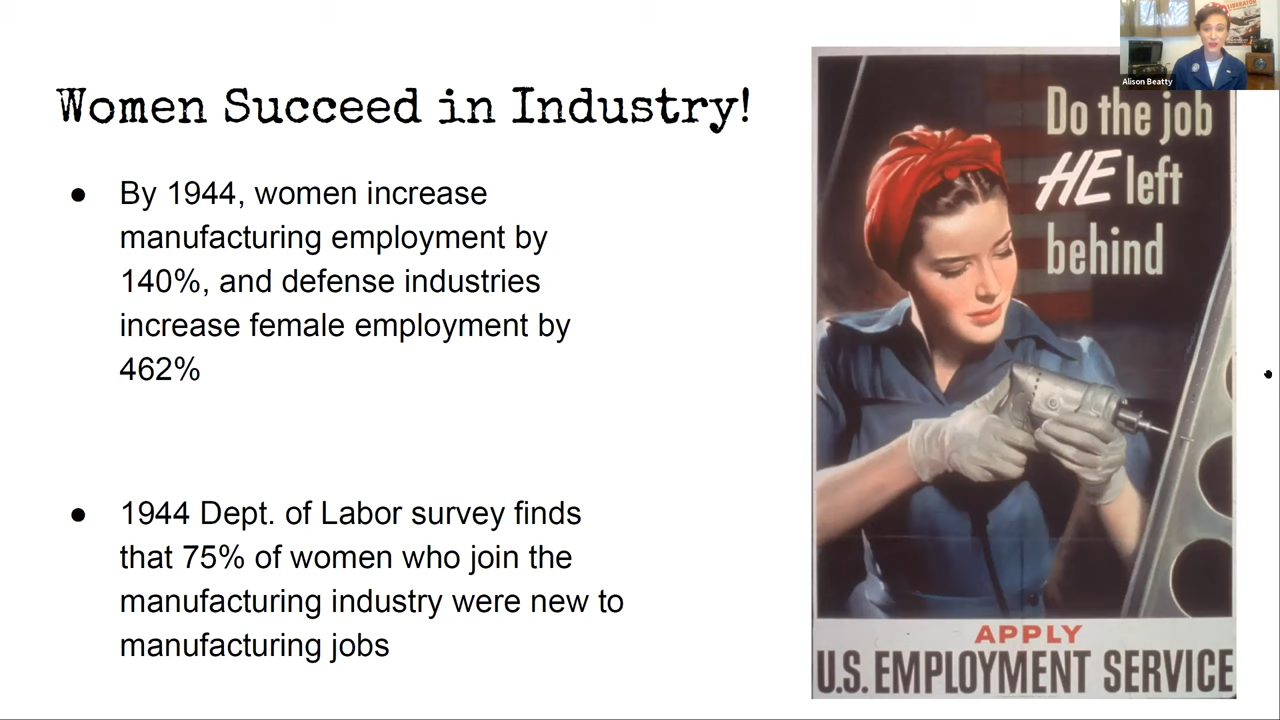 Women Succeed in Industry!
● By 1944, women increase
manufacturing employment by
140%, and defense industries
increase female employment by
462%
● 1944 Dept. of Labor survey finds
that 75% of women who join the
manufacturing industry were new to
manufacturing jobs
LIBERATOR
Alison Beatty
Do the job
HE left
behind
APPLY
U.S. EMPLOYMENT SERVICE